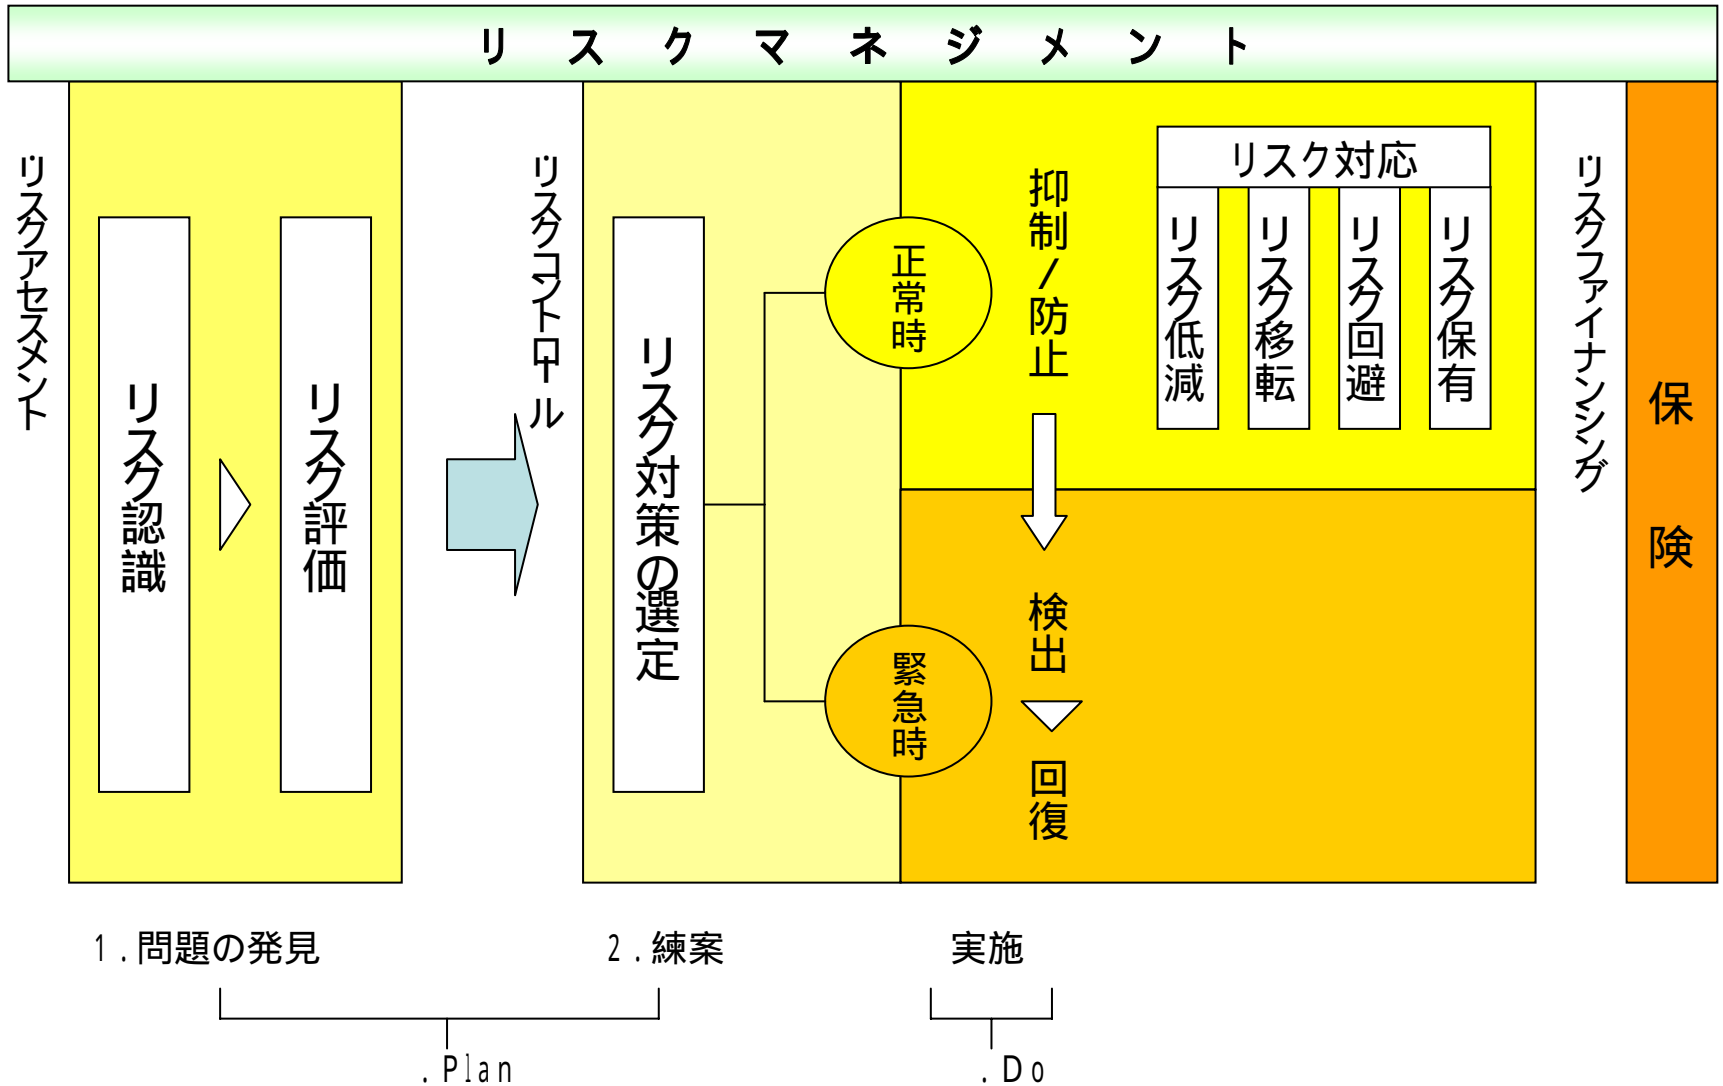 リスクマネジメント
リスクアセスメント
リスク認識
リスク評価
リスクコントロール
リスク対策の選定
正常時
緊急時
抑制/防止
検出
回復
リスク対応
リスク低減
リスク移転
リスク回避
リスク保有
リスクファイナンシング
保険
1.問題の発見
2.練案
実施
.Plan
.Do